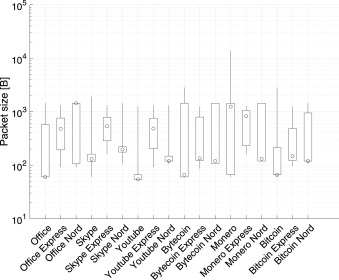 10^5
10^4
10^3
10^2
10^1
Packet size [B]
Office
Office Express
Office Nord
Skype
Skype Express
Skype Nord
Youtube
Youtube Express
Youtube Nord
Bytecoin
Bytecoin Express
Bytecoin Nord
Monero
Monero Express
Monero Nord
Bitcoin
Bitcoin Express
Bitcoin Nord